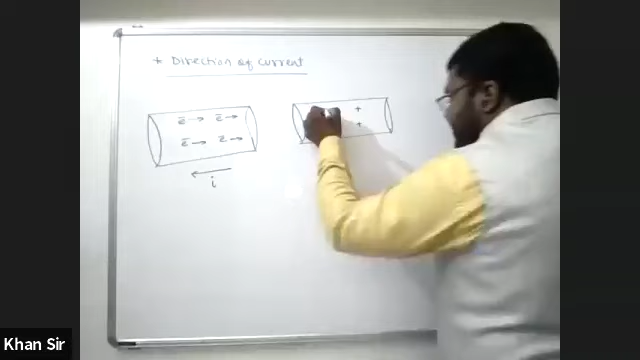 * Direction of Current
ē→ ē→
ē→ ē→
← i
+
+
Khan Sir